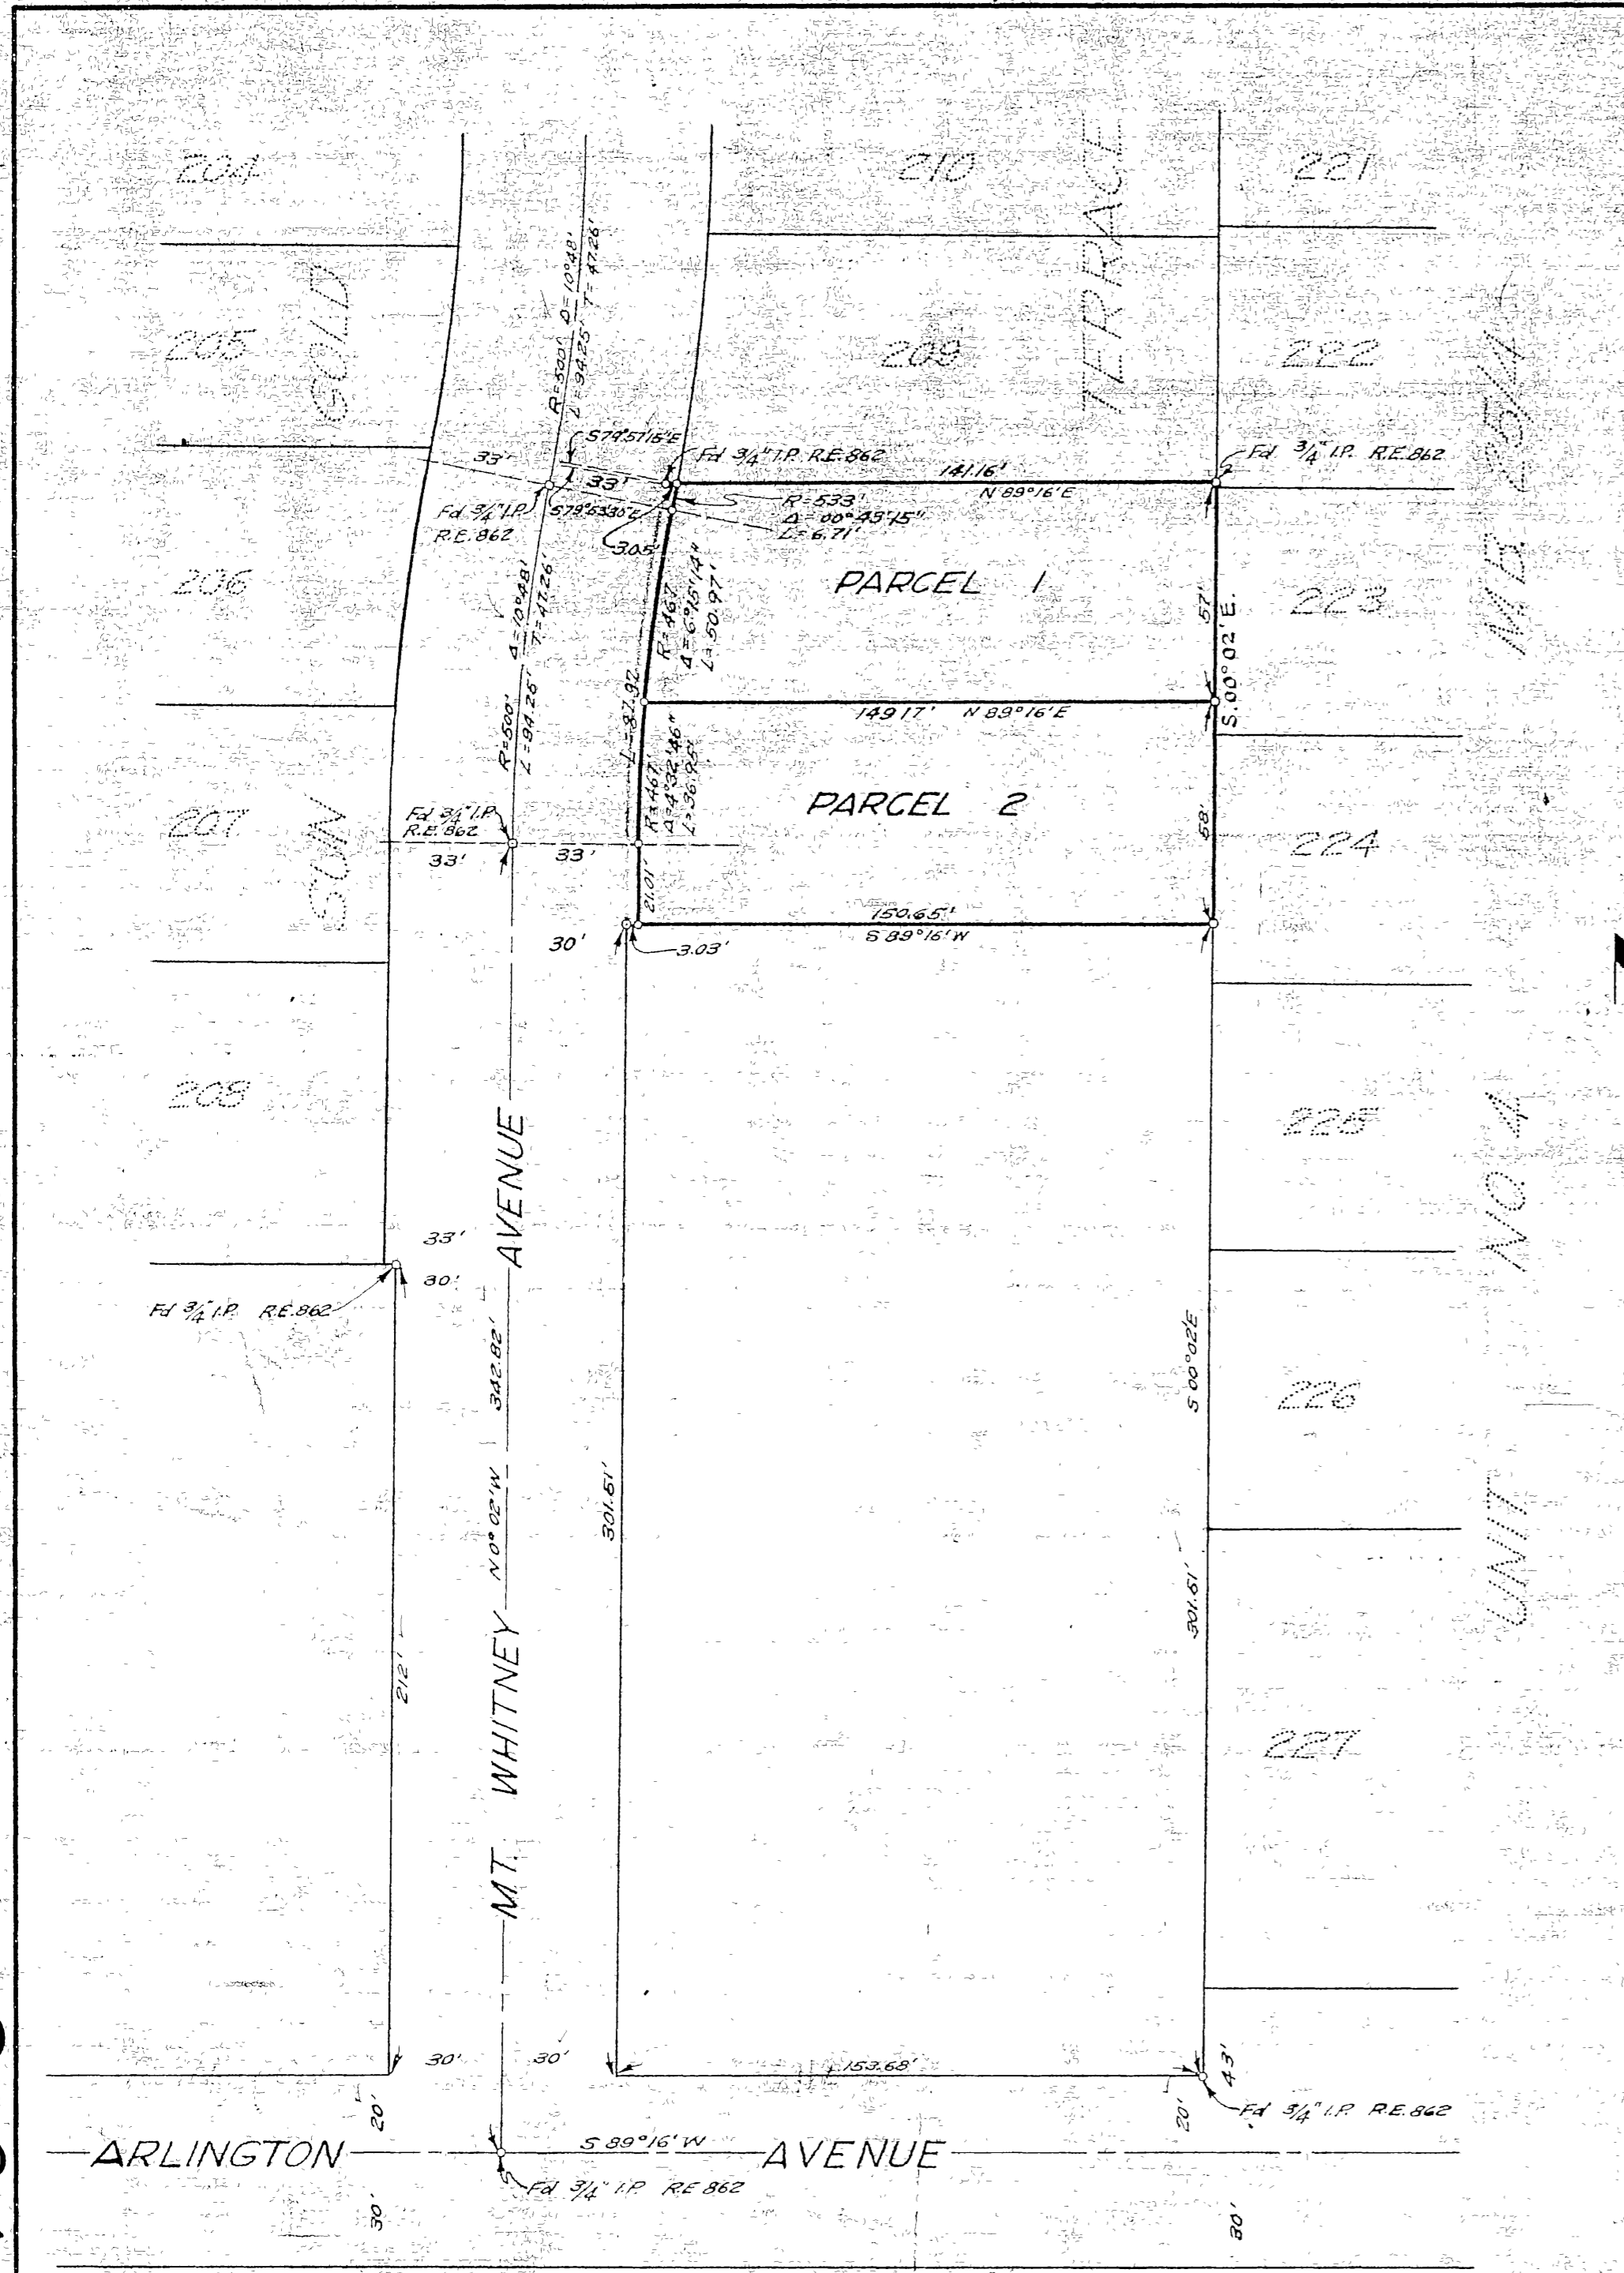 204
210
TERRACE
221
GOLD
205
R=500' Δ=10°48'
L=94.25' T=47.26'
209
222
S79°57'15"E
33'
Fd 3/4" I.P. R.E. 862
141.16'
N 89°16'E
Fd. 3/4" I.P. R.E. 862
33'
Fd 3/4" I.P.
R.E. 862
S79°53'30"E
3.05'
R=533'
Δ=00°43'15"
L=6.71'
206
PARCEL 1
57'
S. 00°02' E.
223
R=500' Δ=10°48'
L=94.25' T=47.26'
L=87.92'
R=467'
Δ=6°15'14"
L=50.97'
149.17' N 89°16'E
SUN
207
Fd 3/4" I.P.
R.E. 862
33'
33'
R=467'
Δ=4°32'46"
L=36.95'
PARCEL 2
58'
224
21.01'
150.65'
S 89°16'W
30'
3.03'
208
AVENUE
225
NO. 4
33'
30'
Fd 3/4" I.P. R.E. 862
342.82'
N 0°02'W
301.61'
S 00°02'E
226
UNIT
301.61'
212'
WHITNEY
227
MT.
30'
30'
153.68'
43'
20'
20'
Fd 3/4" I.P. R.E. 862
ARLINGTON
S 89°16' W
AVENUE
Fd 3/4" I.P. R.E. 862
30'
30'